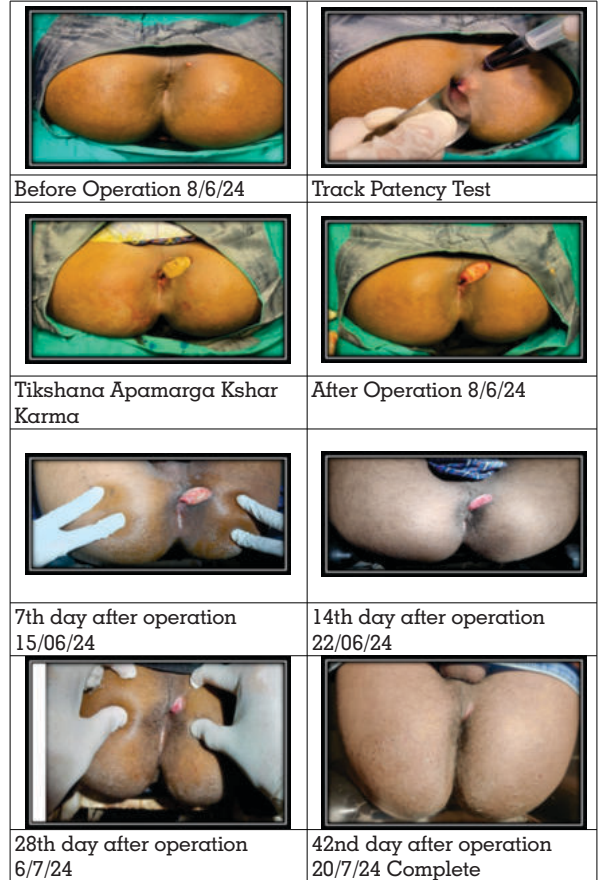 Before Operation 8/6/24
Track Patency Test
Tikshana Apamarga Kshar
Karma
After Operation 8/6/24
7th day after operation
15/06/24
14th day after operation
22/06/24
28th day after operation
6/7/24
42nd day after operation
20/7/24 Complete